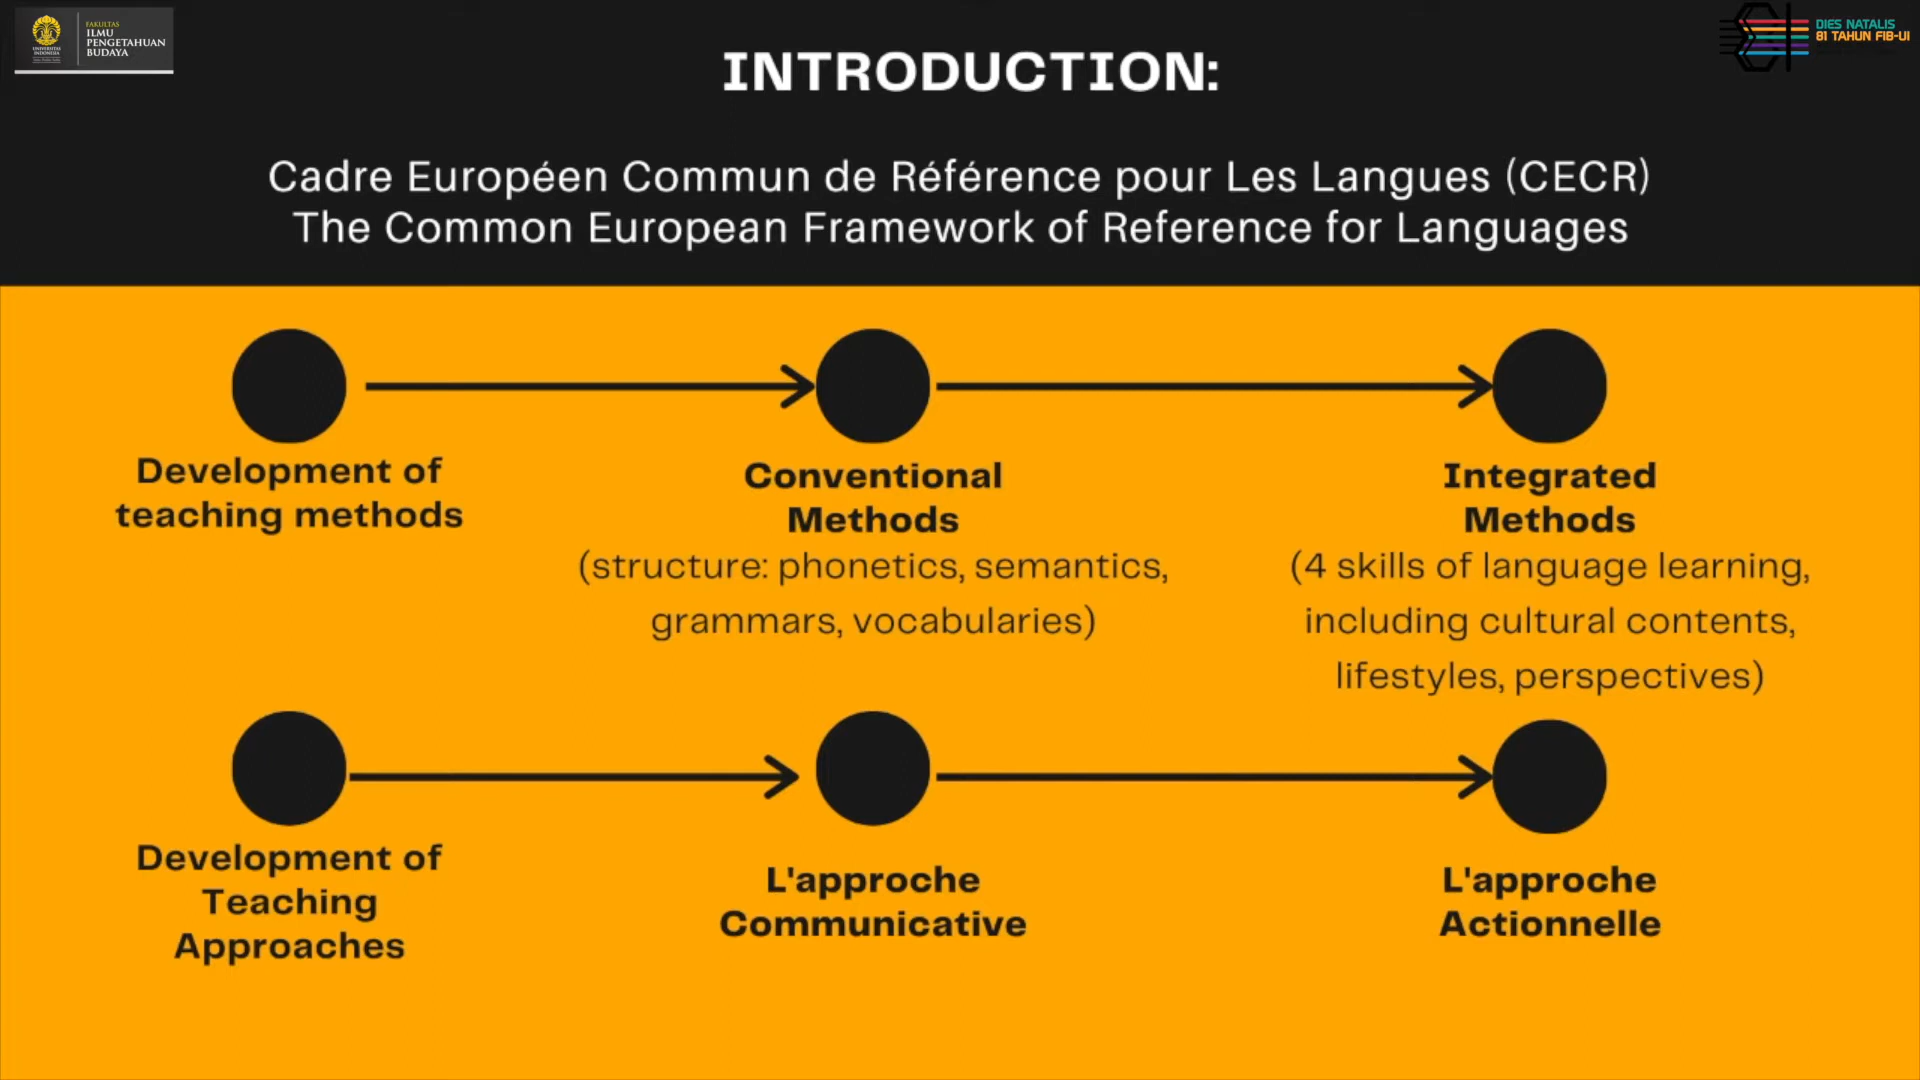 FAKULTAS
ILMU
PENGETAHUAN
BUDAYA
UNIVERSITAS
INDONESIA
DIES NATALIS
81 TAHUN FIB-UI
INTRODUCTION:
Cadre Européen Commun de Référence pour Les Langues (CECR)
The Common European Framework of Reference for Languages
Development of
teaching methods
Conventional
Methods
(structure: phonetics, semantics,
grammars, vocabularies)
Integrated
Methods
(4 skills of language learning,
including cultural contents,
lifestyles, perspectives)
Development of
Teaching
Approaches
L'approche
Communicative
L'approche
Actionnelle